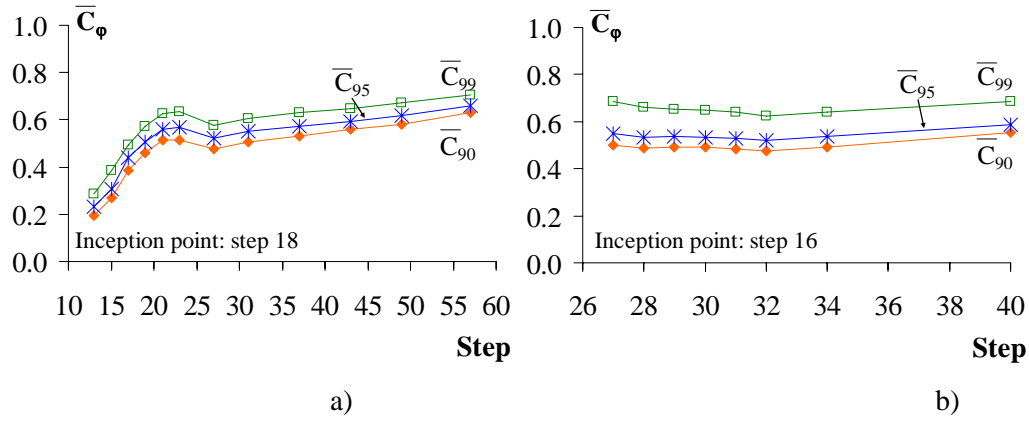 C̅φ
1.0
0.8
0.6
0.4
0.2
0.0
C̅95
C̅99
C̅90
Inception point: step 18
10 15 20 25 30 35 40 45 50 55 60
Step
a)
C̅φ
1.0
0.8
0.6
0.4
0.2
0.0
C̅95
C̅99
C̅90
Inception point: step 16
26 28 30 32 34 36 38 40
Step
b)